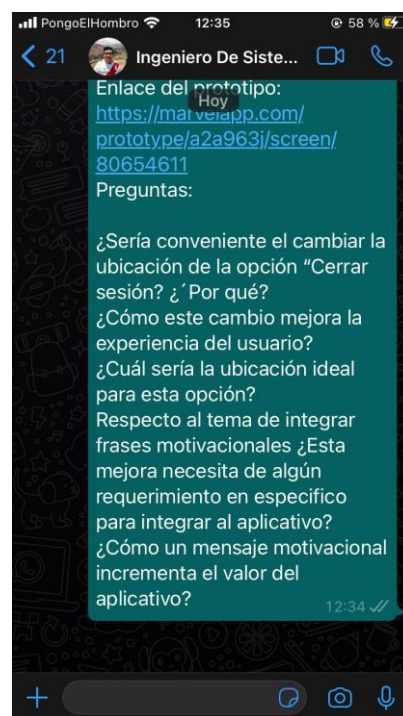 PongoElHombro 12:35 58 %
21 Ingeniero De Siste...
Enlace del prototipo:
Hoy
https://marvelapp.com/
prototype/a2a963j/screen/
80654611
Preguntas:
¿Sería conveniente el cambiar la
ubicación de la opción “Cerrar
sesión? ¿´Por qué?
¿Cómo este cambio mejora la
experiencia del usuario?
¿Cuál sería la ubicación ideal
para esta opción?
Respecto al tema de integrar
frases motivacionales ¿Esta
mejora necesita de algún
requerimiento en especifico
para integrar al aplicativo?
¿Cómo un mensaje motivacional
incrementa el valor del
aplicativo?
12:34